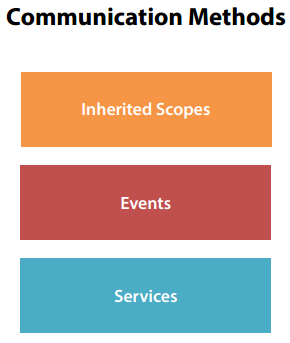 Communication Methods
Inherited Scopes
Events
Services